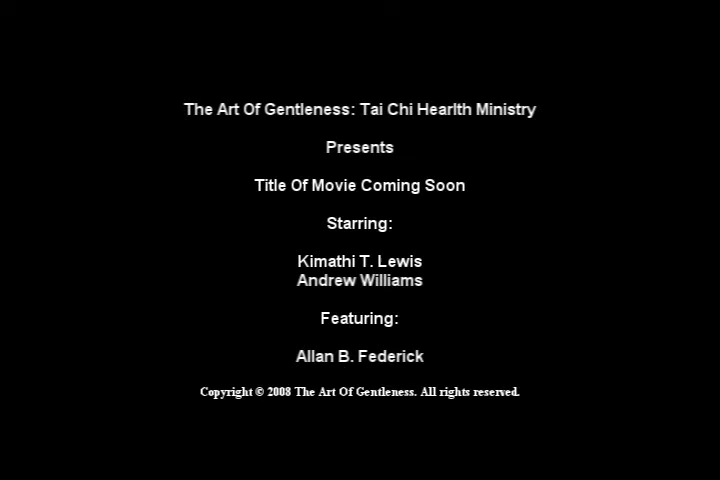 The Art Of Gentleness: Tai Chi Hearlth Ministry
Presents
Title Of Movie Coming Soon
Starring:
Kimathi T. Lewis
Andrew Williams
Featuring:
Allan B. Federick
Copyright © 2008 The Art Of Gentleness. All rights reserved.